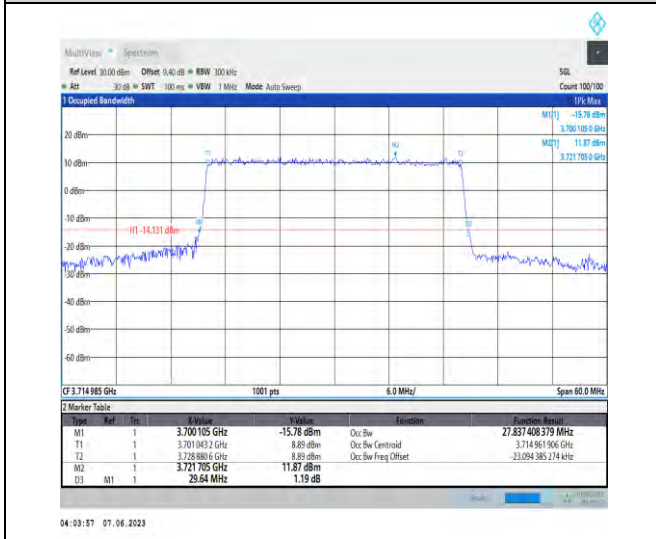 MultiView Spectrum
Ref Level 30.00 dBm Offset 9.40 dB RBW 300 kHz SGL
Att 30 dB SWT 100 ms VBW 1 MHz Mode Auto Sweep Count 100/100
1 Occupied Bandwidth 1Pk Max
M1[1] -15.78 dBm
3.700 105 0 GHz
M2[1] 11.87 dBm
3.721 705 0 GHz
20 dBm
T1 M2 T2
10 dBm
0 dBm
-10 dBm
H1 -14.131 dBm
-20 dBm
-30 dBm
-40 dBm
-50 dBm
-60 dBm
CF 3.714 985 GHz 1001 pts 6.0 MHz/ Span 60.0 MHz
2 Marker Table
Type Ref Trc X-Value Y-Value Function Function Result
M1 1 3.700 105 GHz -15.78 dBm Occ Bw 27.837 408 379 MHz
T1 1 3.701 043 2 GHz 8.89 dBm Occ Bw Centroid 3.714 961 906 GHz
T2 1 3.728 880 6 GHz 8.89 dBm Occ Bw Freq Offset -23.094 385 274 kHz
M2 1 3.721 705 GHz 11.87 dBm
D3 M1 1 29.64 MHz 1.19 dB
04:03:57 07.06.2023